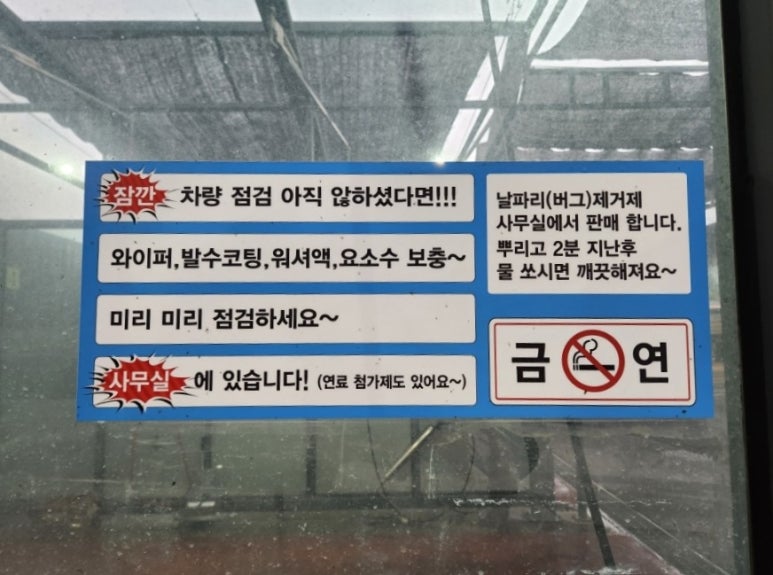 잠깐 차량 점검 아직 않하셨다면!!!
와이퍼,발수코팅,워셔액,요소수 보충~
미리 미리 점검하세요~
사무실 에 있습니다! (연료 첨가제도 있어요~)
날파리(버그)제거제
사무실에서 판매 합니다.
뿌리고 2분 지난후
물 쏘시면 깨끗해져요~
금 연